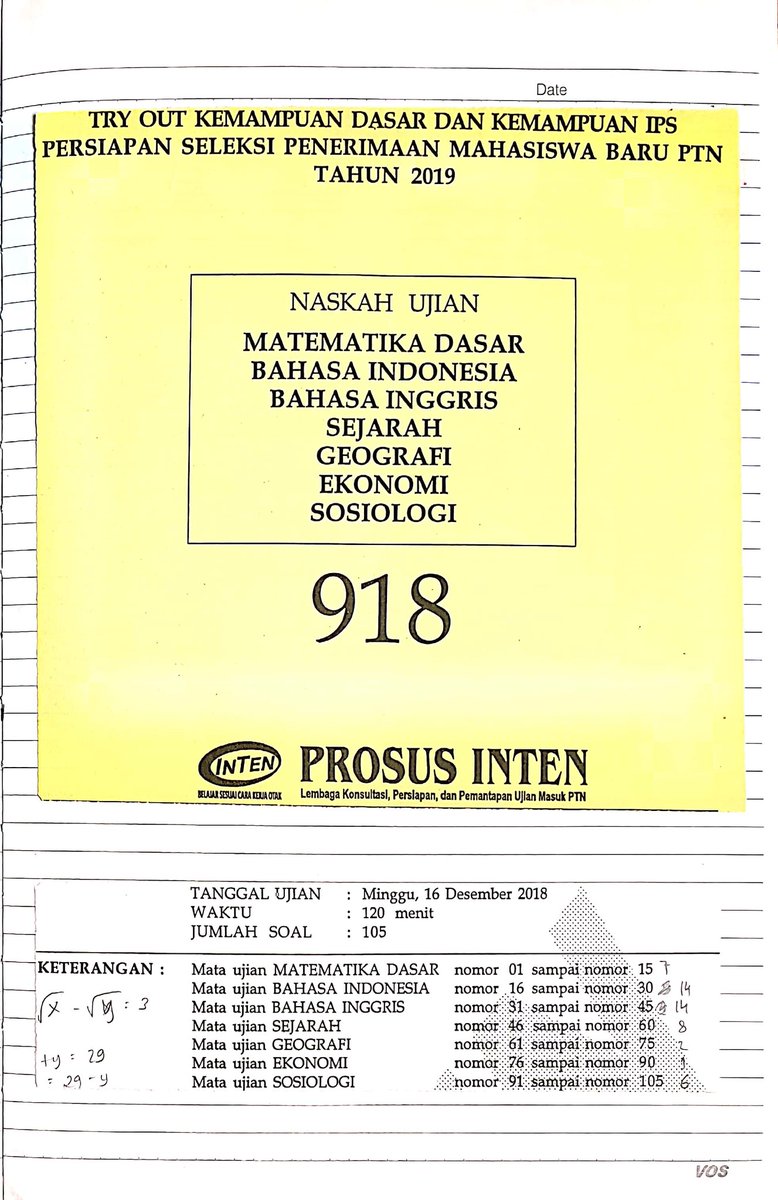 Date
TRY OUT KEMAMPUAN DASAR DAN KEMAMPUAN IPS
PERSIAPAN SELEKSI PENERIMAAN MAHASISWA BARU PTN
TAHUN 2019
NASKAH UJIAN
MATEMATIKA DASAR
BAHASA INDONESIA
BAHASA INGGRIS
SEJARAH
GEOGRAFI
EKONOMI
SOSIOLOGI
918
INTEN PROSUS INTEN
BELAJAR SESUAI CARA KERJA OTAK Lembaga Konsultasi, Persiapan, dan Pemantapan Ujian Masuk PTN
TANGGAL UJIAN : Minggu, 16 Desember 2018
WAKTU : 120 menit
JUMLAH SOAL : 105
KETERANGAN : Mata ujian MATEMATIKA DASAR nomor 01 sampai nomor 15 7
Mata ujian BAHASA INDONESIA nomor 16 sampai nomor 30 14
√x - √y = 3 Mata ujian BAHASA INGGRIS nomor 31 sampai nomor 45 14
Mata ujian SEJARAH nomor 46 sampai nomor 60 8
+y = 29 Mata ujian GEOGRAFI nomor 61 sampai nomor 75 2
Mata ujian EKONOMI nomor 76 sampai nomor 90
= 29 - y Mata ujian SOSIOLOGI nomor 91 sampai nomor 105 6
VOS